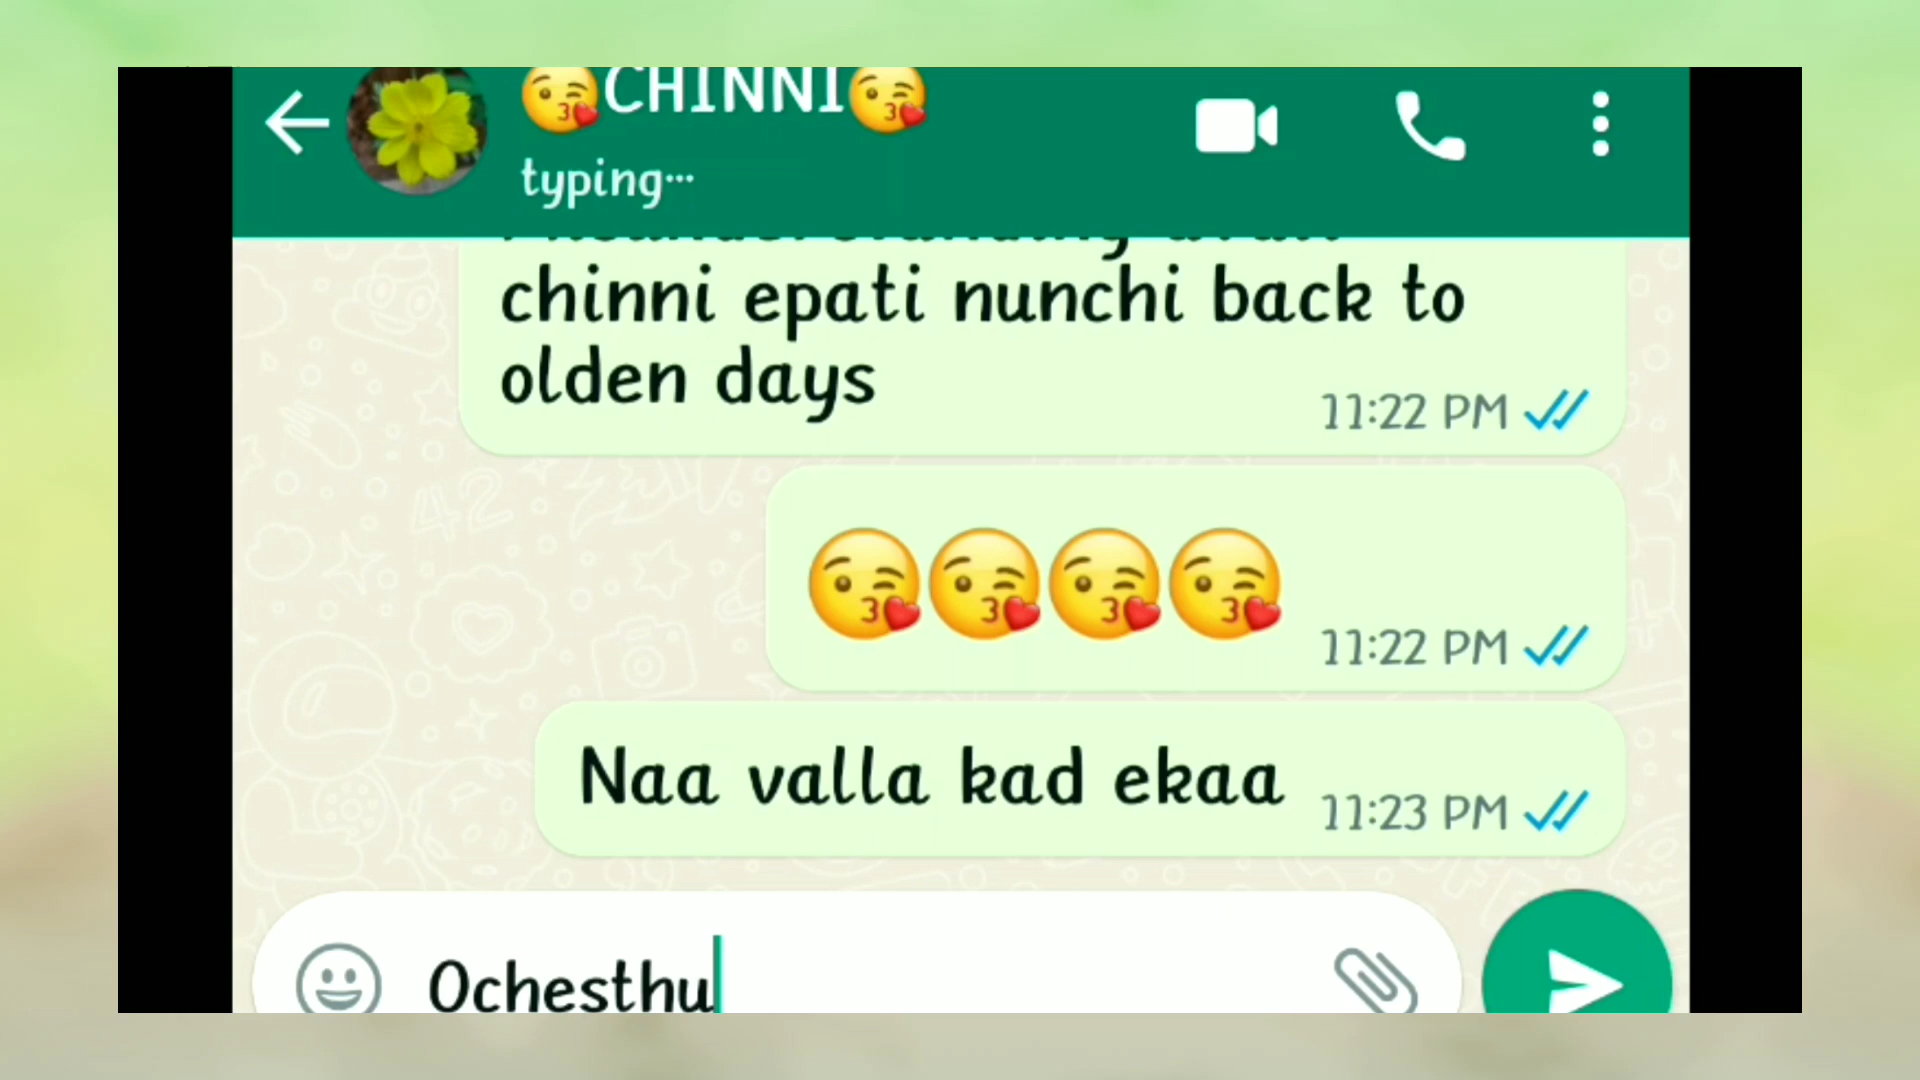 😘CHINNI😘
typing...
chinni epati nunchi back to
olden days
11:22 PM
😘😘😘😘
11:22 PM
Naa valla kad ekaa
11:23 PM
Ochesthu